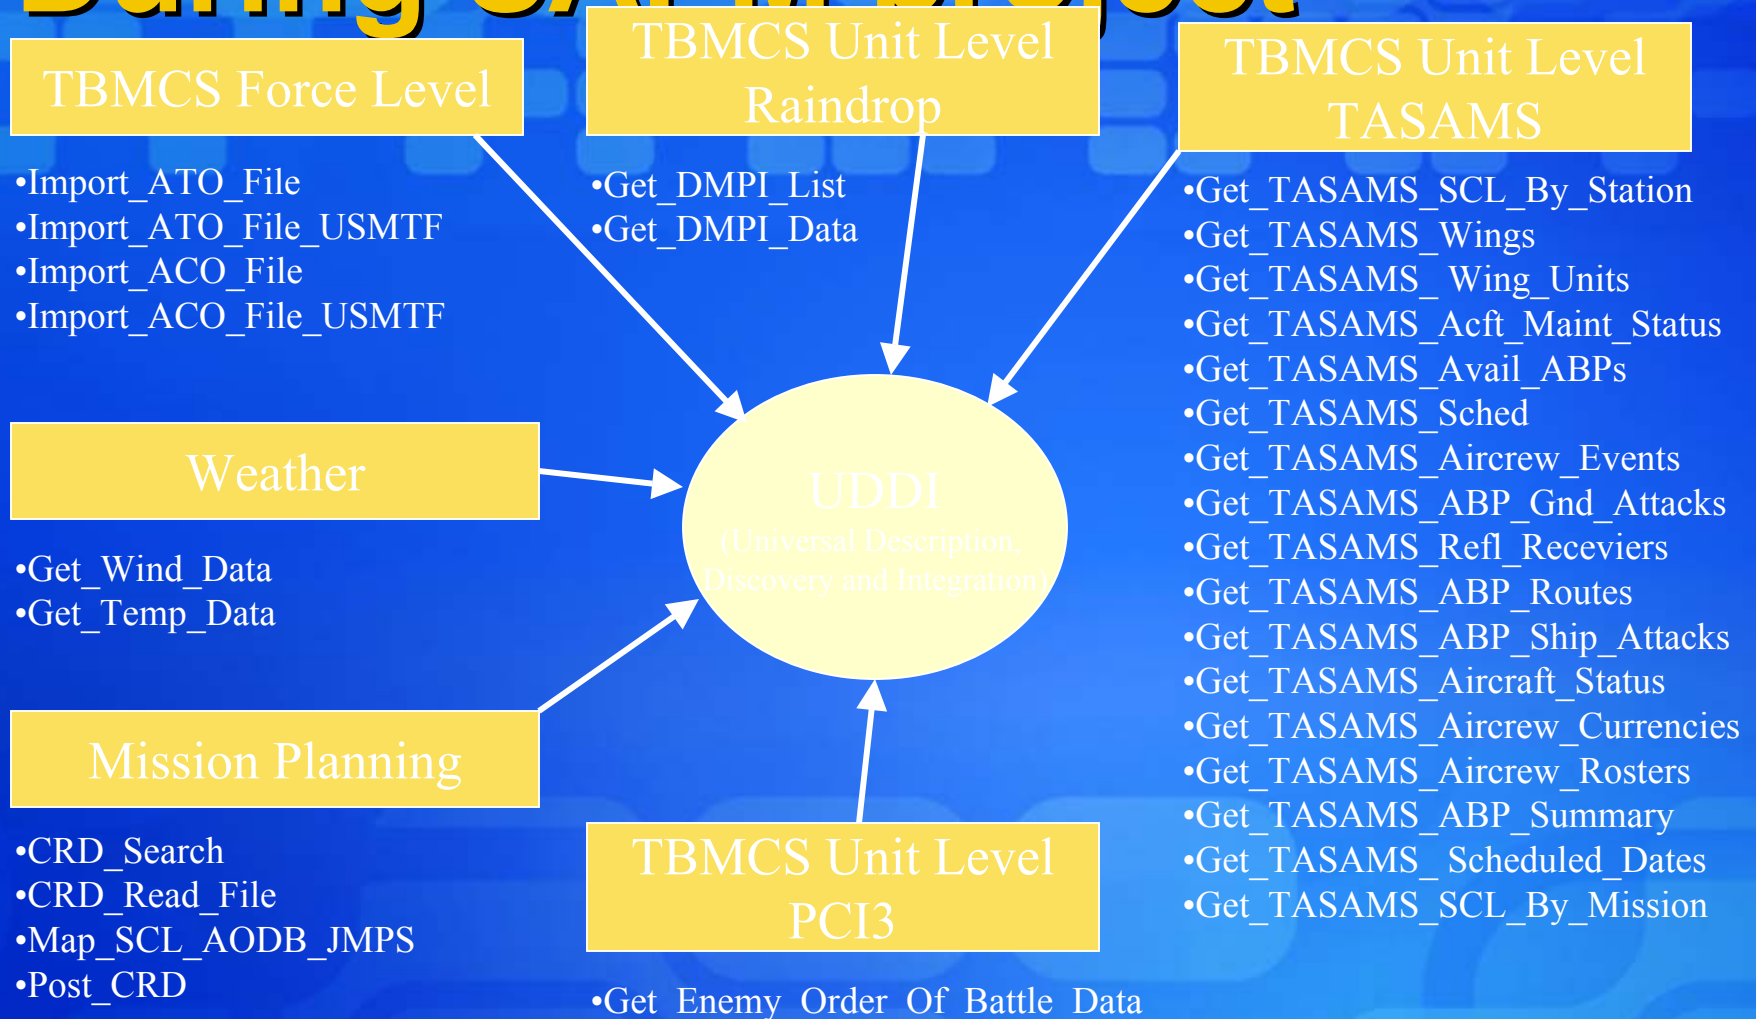 During
project
TBMCS Force Level
•Import_ATO_File
•Import_ATO_File_USMTF
•Import_ACO_File
•Import_ACO_File_USMTF
TBMCS Unit Level
Raindrop
•Get_DMPI_List
•Get_DMPI_Data
TBMCS Unit Level
TASAMS
•Get_TASAMS_SCL_By_Station
•Get_TASAMS_Wings
•Get_TASAMS_ Wing_Units
•Get_TASAMS_Acft_Maint_Status
•Get_TASAMS_Avail_ABPs
•Get_TASAMS_Sched
•Get_TASAMS_Aircrew_Events
•Get_TASAMS_ABP_Gnd_Attacks
•Get_TASAMS_Refl_Receviers
•Get_TASAMS_ABP_Routes
•Get_TASAMS_ABP_Ship_Attacks
•Get_TASAMS_Aircraft_Status
•Get_TASAMS_Aircrew_Currencies
•Get_TASAMS_Aircrew_Rosters
•Get_TASAMS_ABP_Summary
•Get_TASAMS_ Scheduled_Dates
•Get_TASAMS_SCL_By_Mission
Weather
•Get_Wind_Data
•Get_Temp_Data
UDDI
(Universal Description,
Discovery and Integration)
Mission Planning
•CRD_Search
•CRD_Read_File
•Map_SCL_AODB_JMPS
•Post_CRD
TBMCS Unit Level
PCI3
•Get_Enemy_Order_Of_Battle_Data